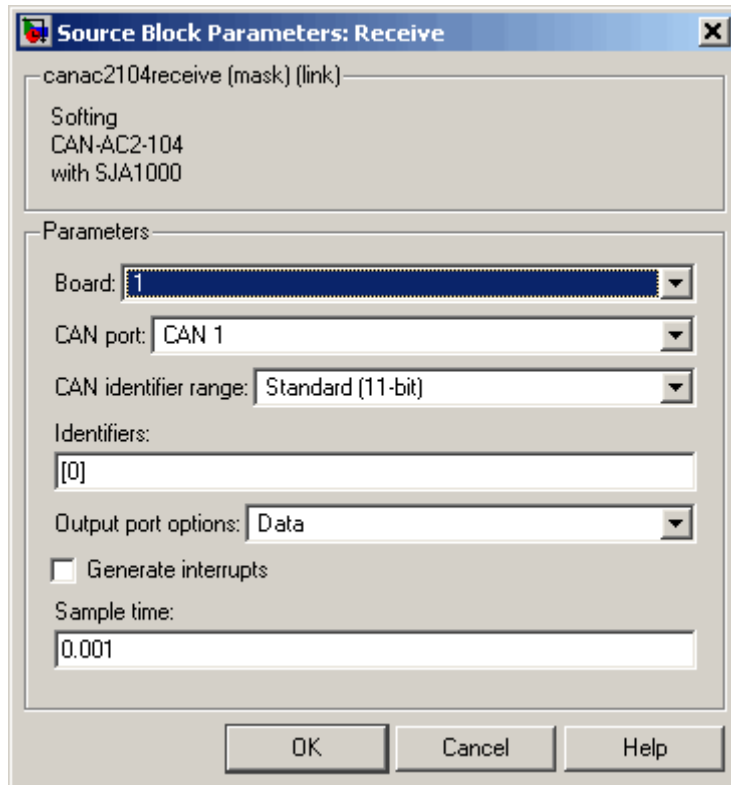 Source Block Parameters: Receive
canac2104receive (mask) (link)
Softing
CAN-AC2-104
with SJA1000
Parameters
Board: 1
CAN port: CAN 1
CAN identifier range: Standard (11-bit)
Identifiers:
[0]
Output port options: Data
Generate interrupts
Sample time:
0.001
OK Cancel Help